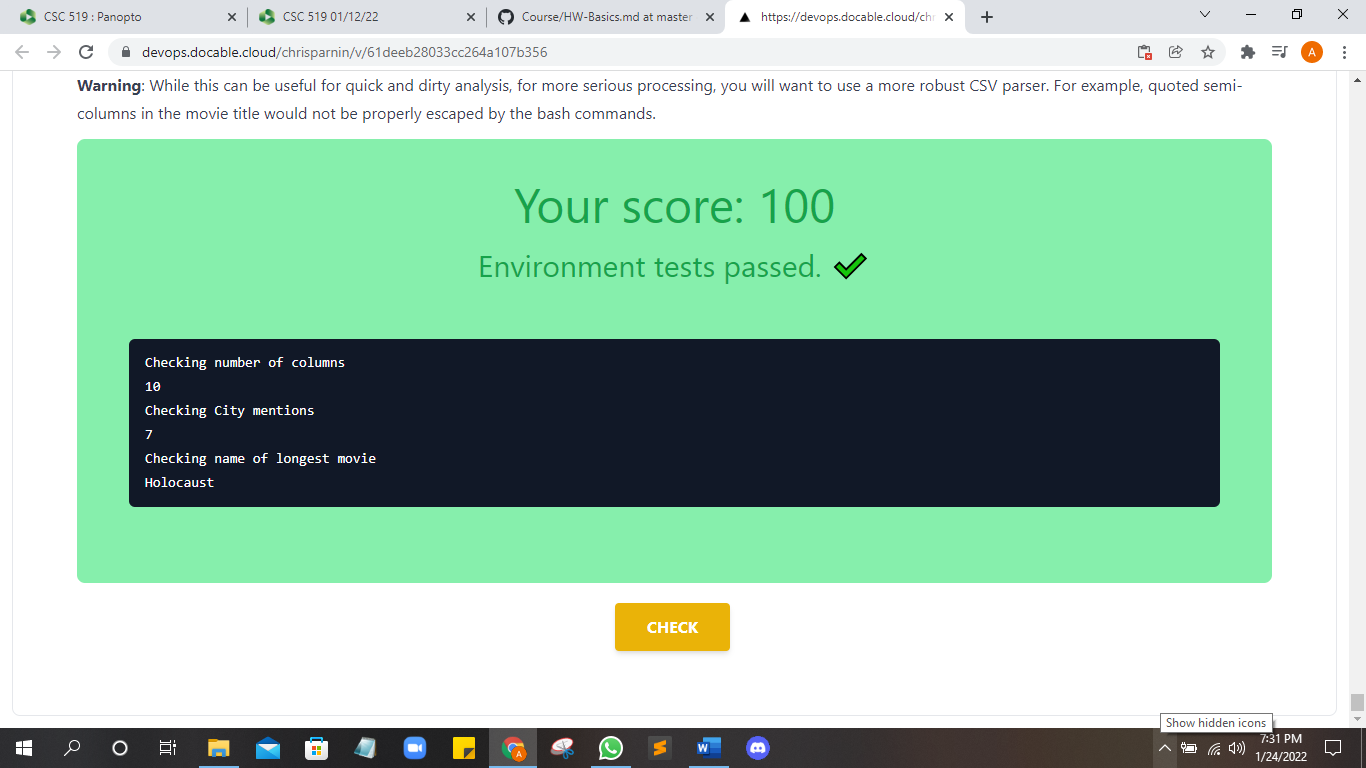 CSC 519 : Panopto
CSC 519 01/12/22
Course/HW-Basics.md at master
https://devops.docable.cloud/chr
devops.docable.cloud/chrisparnin/v/61deeb28033cc264a107b356
A
Warning: While this can be useful for quick and dirty analysis, for more serious processing, you will want to use a more robust CSV parser. For example, quoted semi-
columns in the movie title would not be properly escaped by the bash commands.
Your score: 100
Environment tests passed.
Checking number of columns
10
Checking City mentions
7
Checking name of longest movie
Holocaust
CHECK
Show hidden icons
7:31 PM
1/24/2022